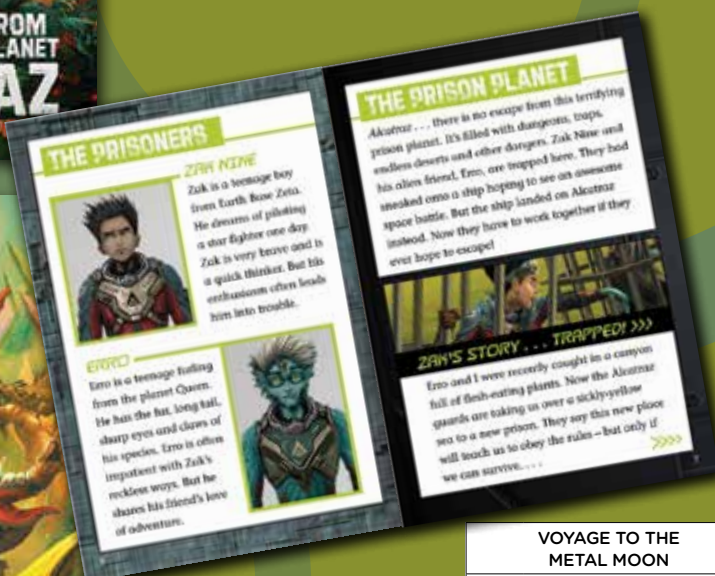 ROM
LANET
AZ
THE PRISONERS
ZAK NINE
Zak is a teenage boy
from Earth Base Zeta.
He dreams of piloting
a star fighter one day.
Zak is very brave and is
a quick thinker. But his
enthusiasm often leads
him into trouble.
ERRO
Erro is a teenage furling
from the planet Quom.
He has the fur, long tail,
sharp eyes and claws of
his species. Erro is often
impatient with Zak's
reckless ways. But he
shares his friend's love
of adventure.
THE PRISON PLANET
Alcatraz . . . there is no escape from this terrifying
prison planet. It's filled with dungeons, traps,
endless deserts and other dangers. Zak Nine and
his alien friend, Erro, are trapped here. They had
sneaked onto a ship hoping to see an awesome
space battle. But the ship landed on Alcatraz
instead. Now they have to work together if they
ever hope to escape!
ZAK'S STORY . . . TRAPPED! >>>
Erro and I were recently caught in a canyon
full of flesh-eating plants. Now the Alcatraz
guards are taking us over a sickly-yellow
sea to a new prison. They say this new place
will teach us to obey the rules – but only if
we can survive. . . .
>>>>
VOYAGE TO THE
METAL MOON